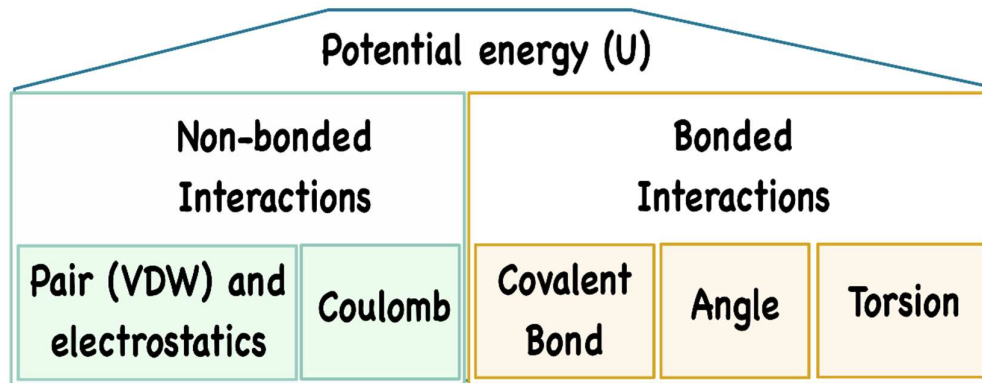 Potential energy (U)
Non-bonded
Interactions
Bonded
Interactions
Pair (VDW) and
electrostatics
Coulomb
Covalent
Bond
Angle
Torsion